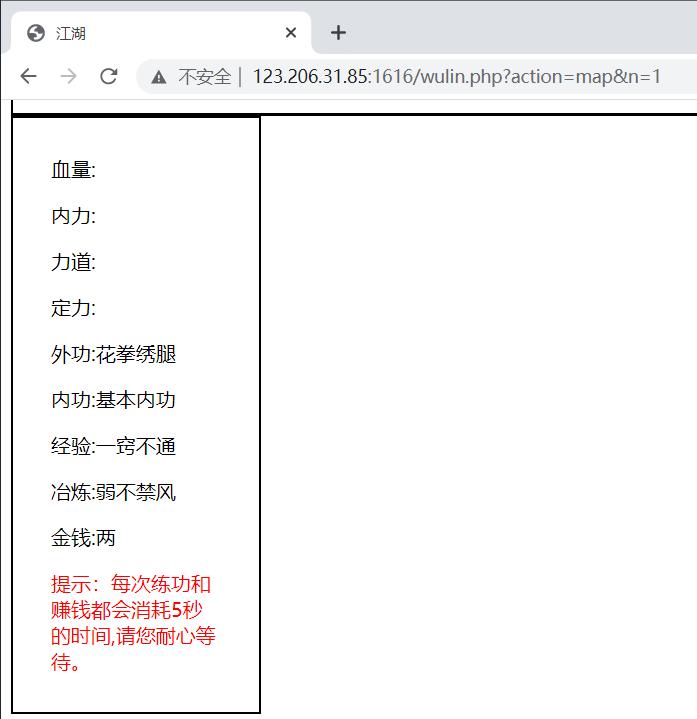 江湖
不安全 | 123.206.31.85:1616/wulin.php?action=map&n=1
血量:
内力:
力道:
定力:
外功:花拳绣腿
内功:基本内功
经验:一窍不通
冶炼:弱不禁风
金钱:两
提示：每次练功和
赚钱都会消耗5秒
的时间,请您耐心等
待。